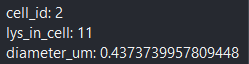 cell_id: 2
lys_in_cell: 11
diameter_um: 0.4373739957809448